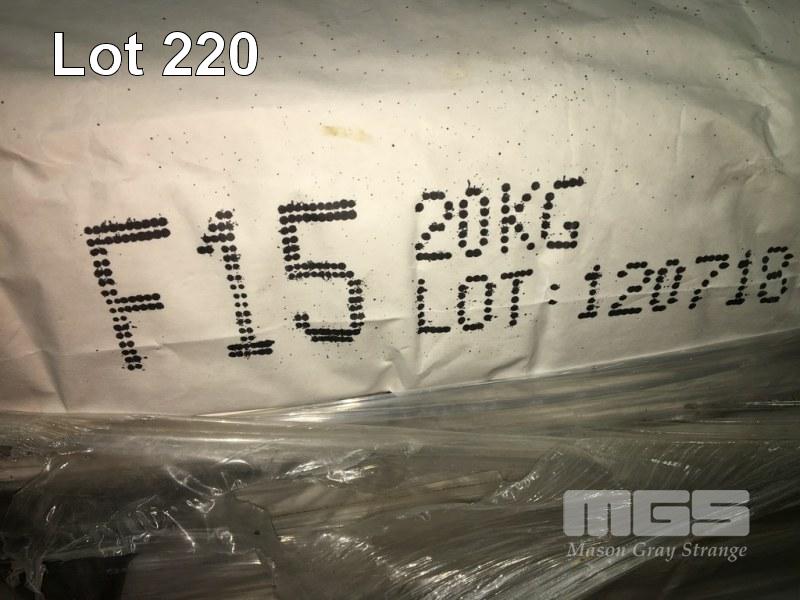 Lot 220
F15
20KG
LOT:120718
MGS
Mason Gray Strange